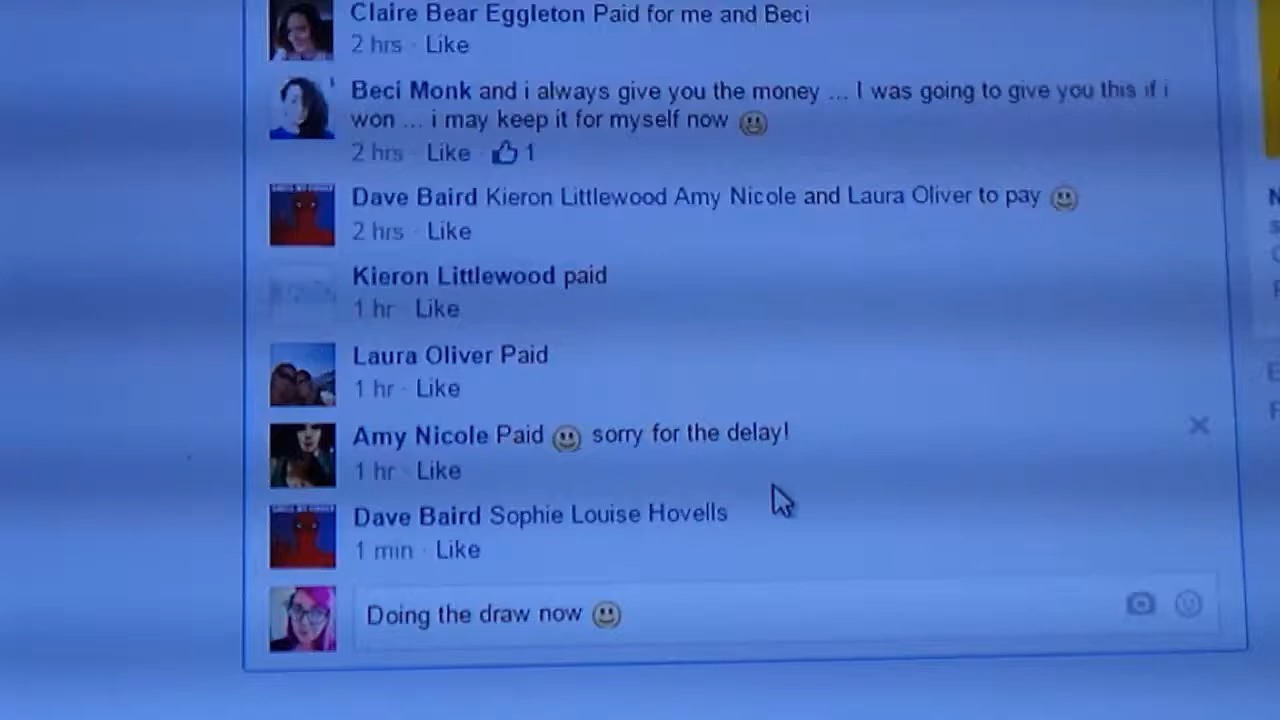 Claire Bear Eggleton Paid for me and Beci
2 hrs · Like
Beci Monk and i always give you the money ... I was going to give you this if i
won ... i may keep it for myself now
2 hrs · Like · 1
Dave Baird Kieron Littlewood Amy Nicole and Laura Oliver to pay
2 hrs · Like
Kieron Littlewood paid
1 hr · Like
Laura Oliver Paid
1 hr · Like
Amy Nicole Paid sorry for the delay!
1 hr · Like
Dave Baird Sophie Louise Hovells
1 min · Like
Doing the draw now